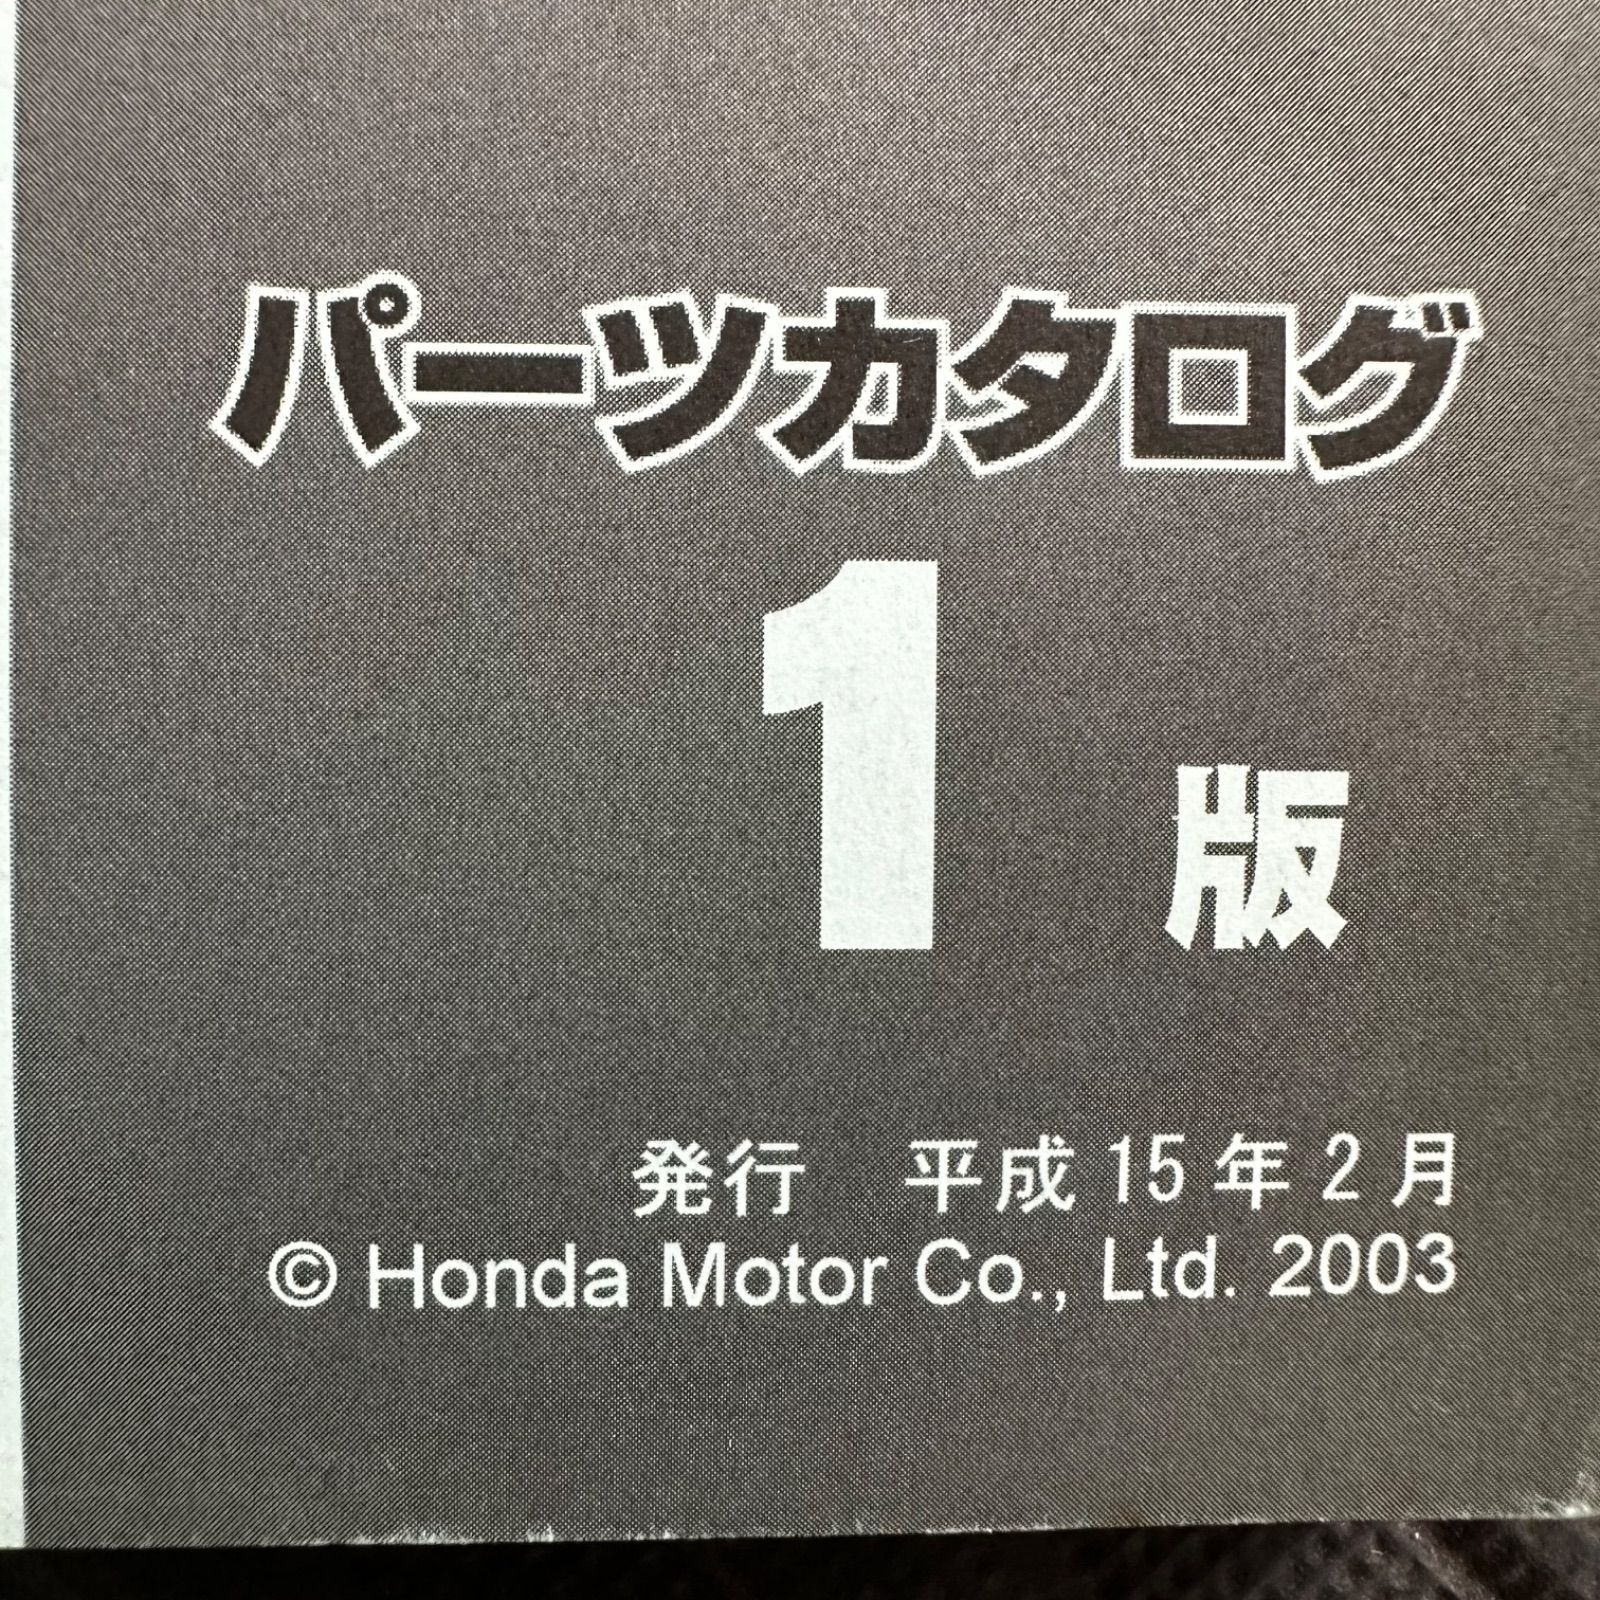 パーツカタログ
1 版
発行 平成 15 年 2 月
© Honda Motor Co., Ltd. 2003